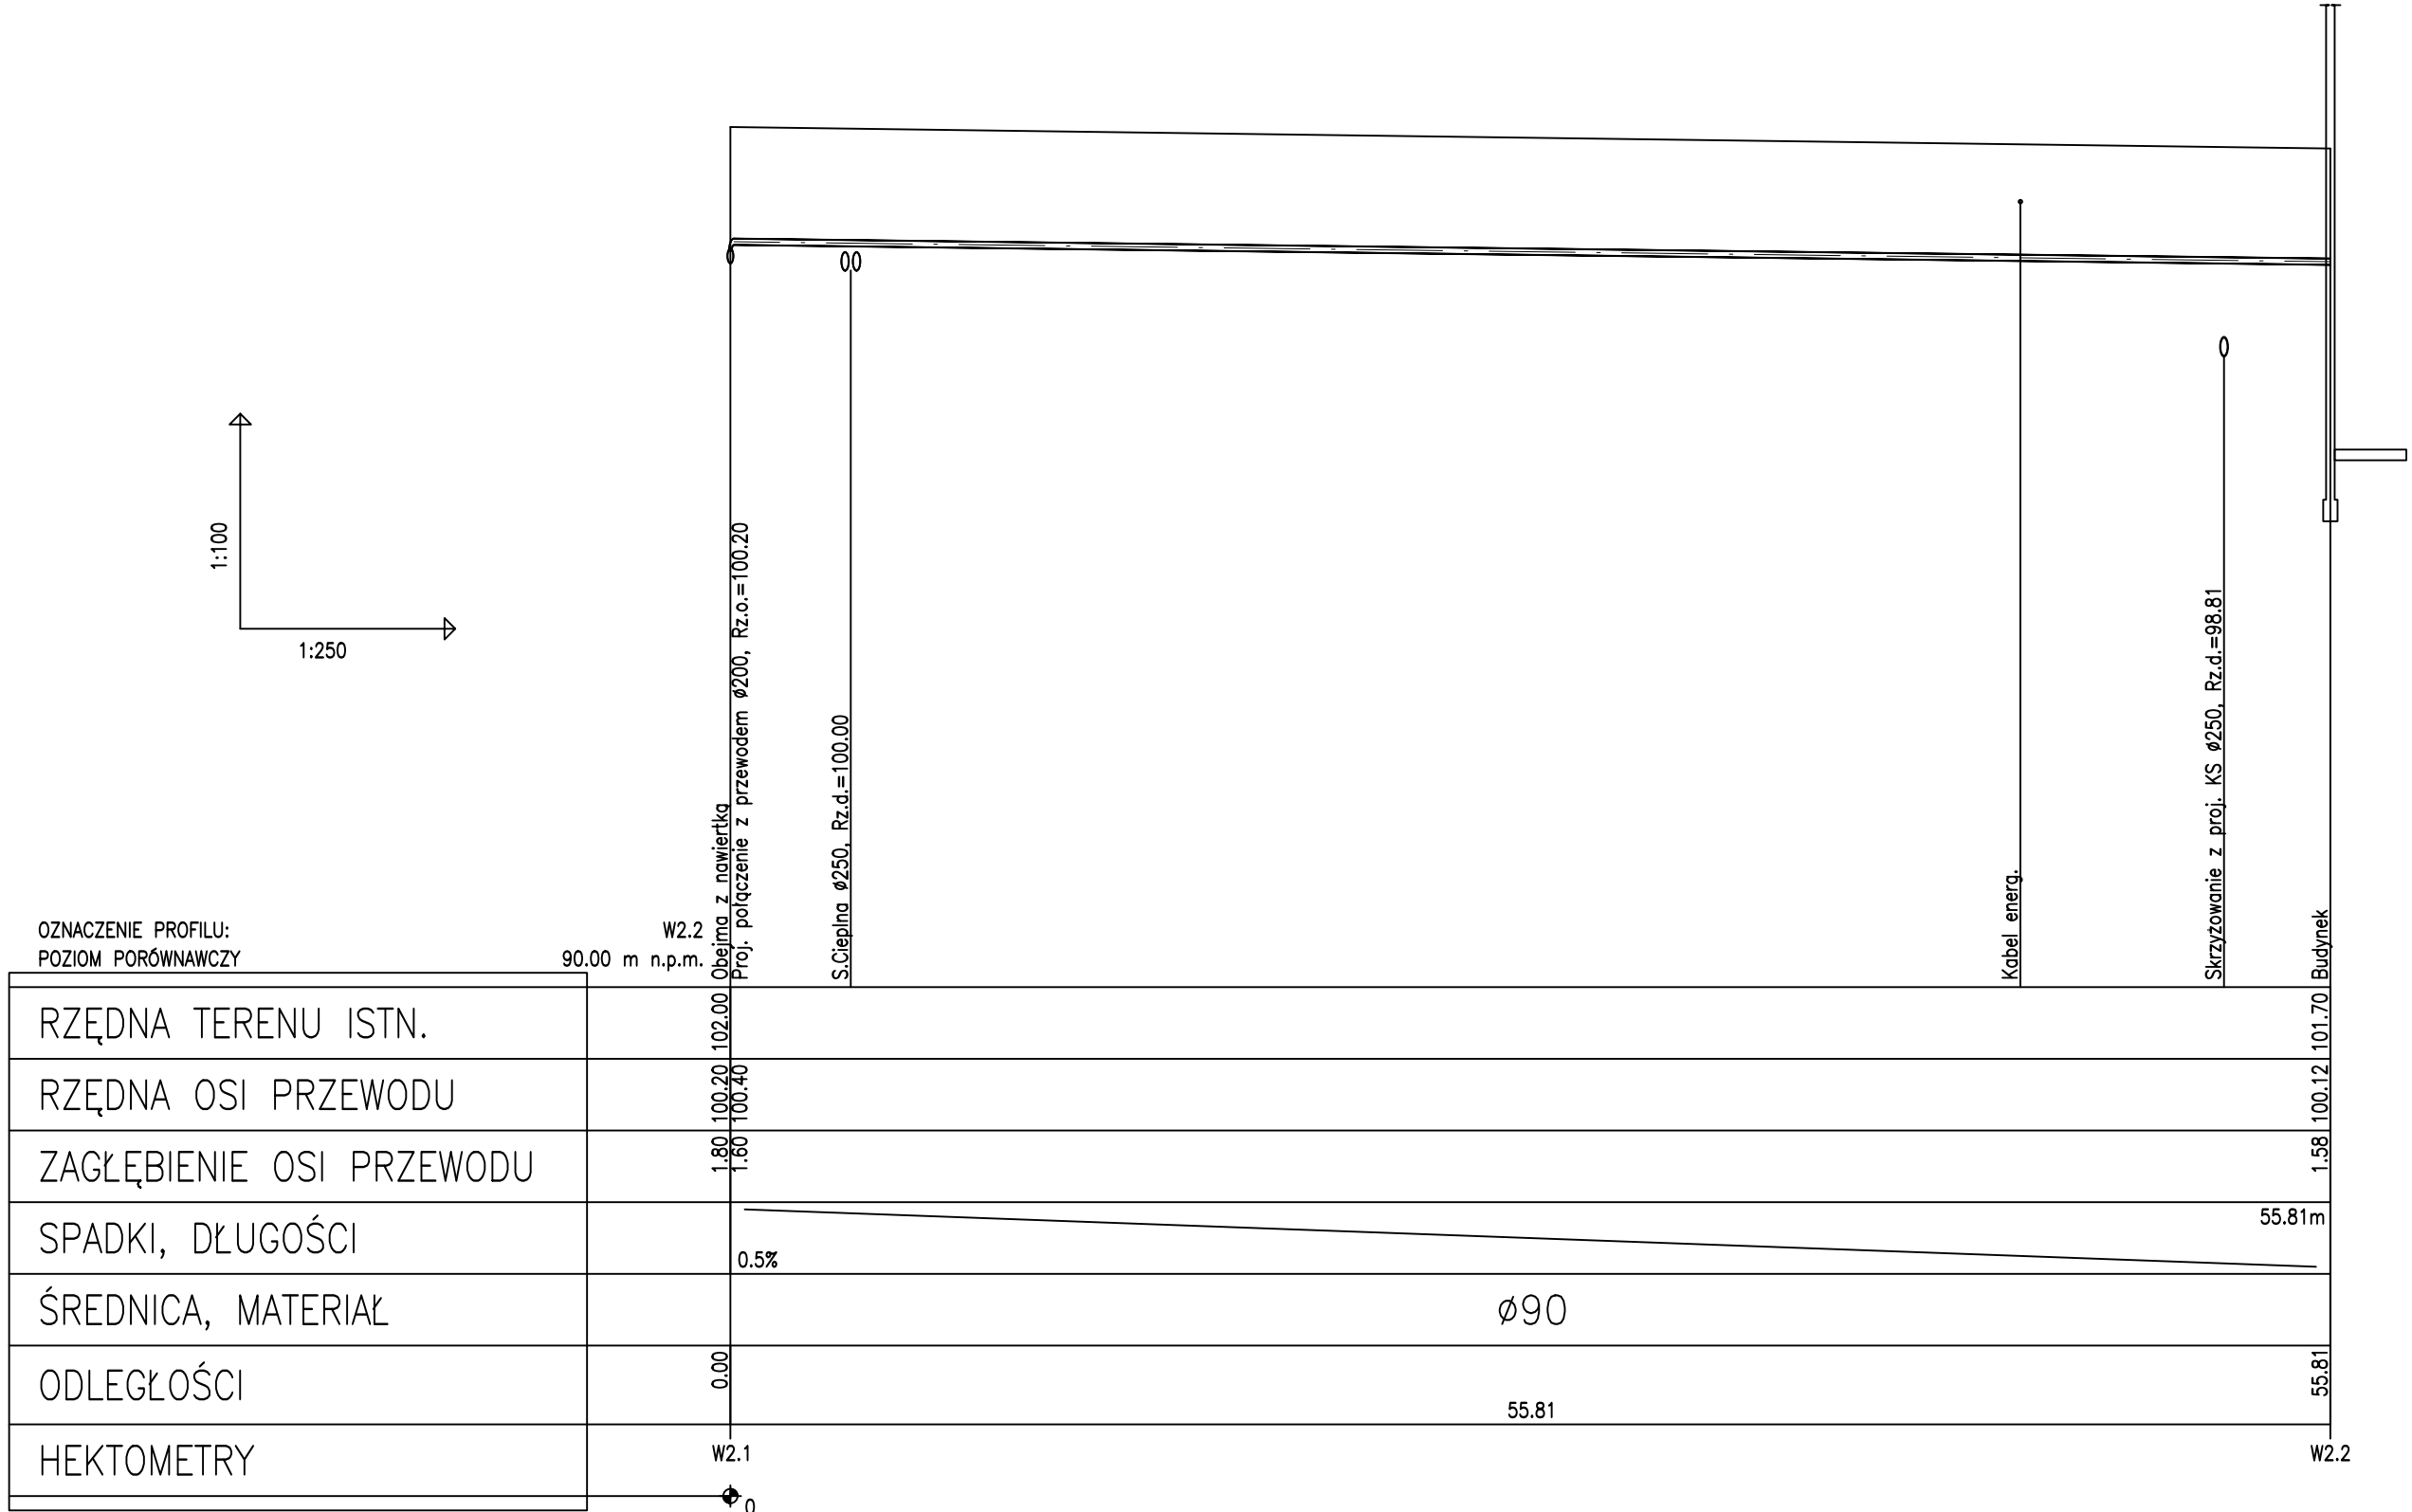 1:100
1:250
OZNACZENIE PROFILU:
W2.2
POZIOM PORÓWNAWCZY
90.00 m n.p.m.
Obejma z nawiertką
Proj. połączenie z przewodem ø200, Rz.o.=100.20
S.Cieplna ø250, Rz.d.=100.00
Kabel energ.
Skrzyżowanie z proj. KS ø250, Rz.d.=98.81
Budynek
RZĘDNA TERENU ISTN.
102.00
101.70
RZĘDNA OSI PRZEWODU
100.20
100.40
100.12
ZAGŁĘBIENIE OSI PRZEWODU
1.80
1.60
1.58
SPADKI, DŁUGOŚCI
0.5%
55.81m
ŚREDNICA, MATERIAŁ
ø90
ODLEGŁOŚCI
0.00
55.81
55.81
HEKTOMETRY
W2.1
W2.2
0